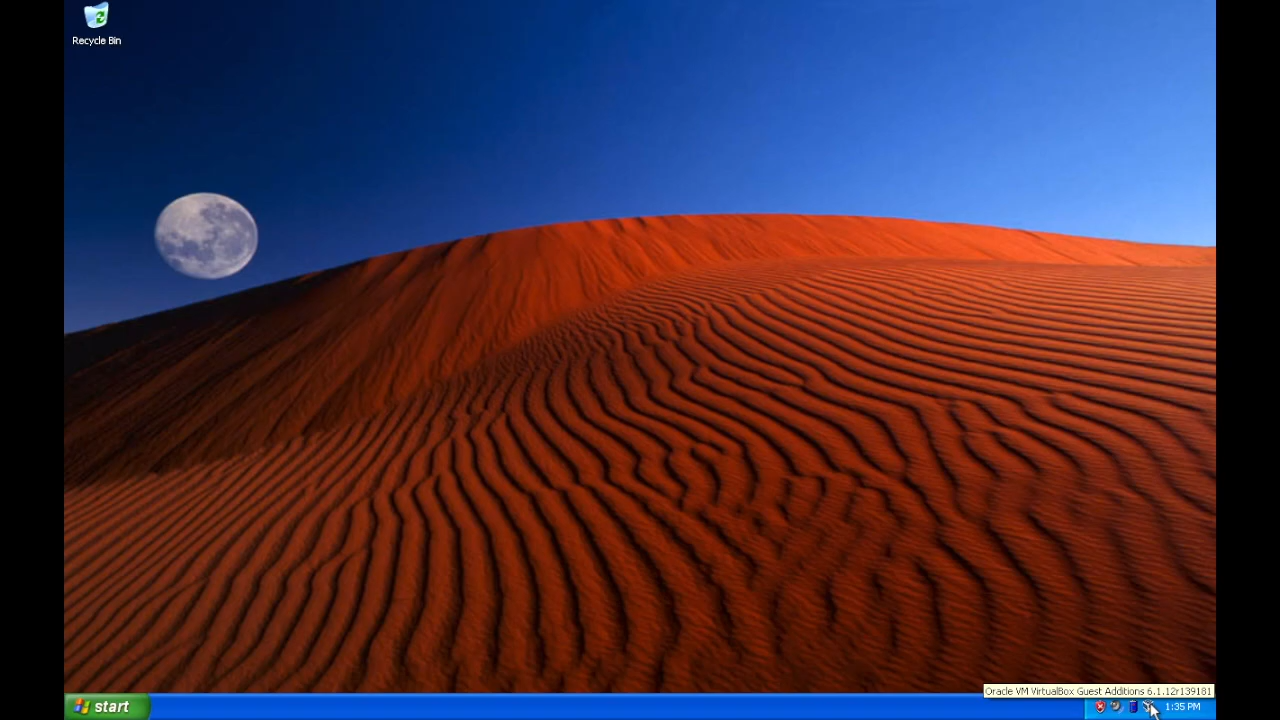 Recycle Bin
Oracle VM VirtualBox Guest Additions 6.1.12r139181
start
1:35 PM